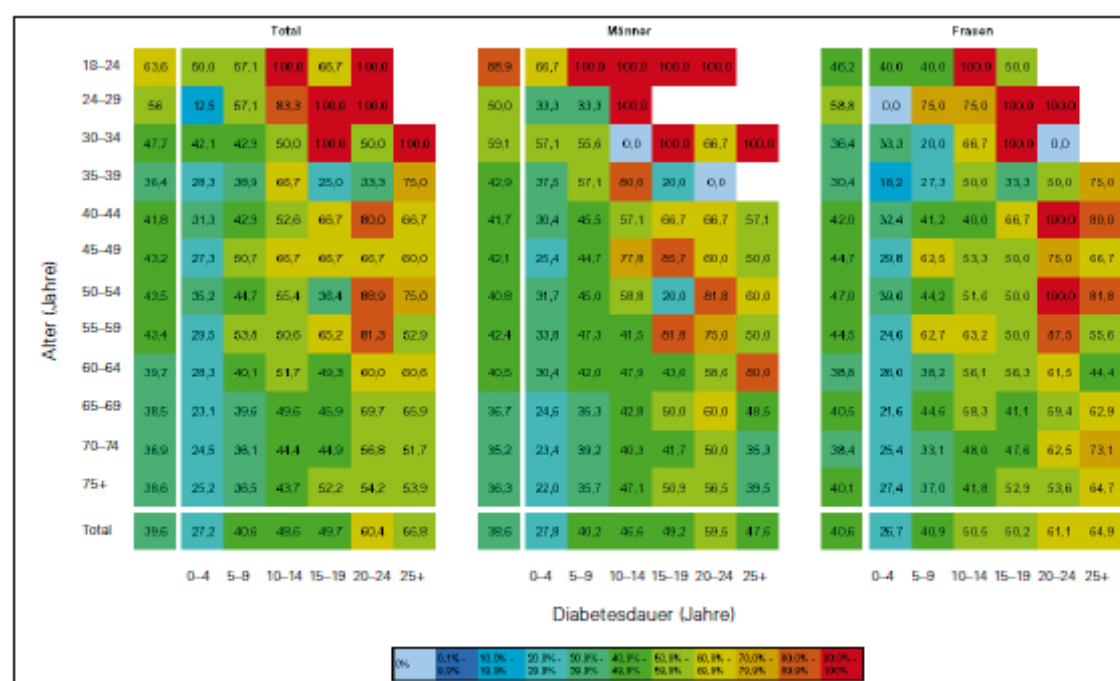 Total Männer Frauen
Alter (Jahre)
18–24 63,6 100,0 66,7 100,0 66,7 100,0 100,0 100,0 100,0 46,2 40,0 40,0 100,0 50,0
24–29 56 12,5 57,1 83,3 100,0 100,0 50,0 33,3 33,3 100,0 58,8 0,0 75,0 75,0 100,0 100,0
30–34 47,7 42,1 42,9 50,0 100,0 50,0 100,0 59,1 57,1 55,6 0,0 100,0 66,7 100,0 36,4 33,3 20,0 66,7 100,0 0,0
35–39 36,4 28,3 38,9 66,7 25,0 33,3 75,0 42,9 37,5 57,1 80,0 20,0 0,0 30,4 18,2 27,3 50,0 33,3 50,0 75,0
40–44 41,8 31,3 42,9 52,6 66,7 80,0 66,7 41,7 30,4 45,5 57,1 66,7 66,7 57,1 42,0 32,4 41,2 40,0 66,7 100,0 80,0
45–49 43,2 27,3 50,7 66,7 66,7 66,7 60,0 42,1 25,4 44,7 77,8 85,7 60,0 50,0 44,7 29,8 62,5 53,3 50,0 75,0 66,7
50–54 43,5 35,2 44,7 55,4 36,4 88,9 75,0 40,8 31,7 45,0 58,8 20,0 81,8 60,0 47,0 39,6 44,2 51,6 50,0 100,0 81,8
55–59 43,4 29,5 53,8 50,6 65,2 81,3 52,9 42,4 33,8 47,3 41,5 81,8 75,0 50,0 44,5 24,6 62,7 63,2 50,0 87,5 55,6
60–64 39,7 28,3 40,1 51,7 49,3 60,0 60,6 40,5 30,4 42,0 47,9 43,6 58,6 80,0 38,8 26,0 38,2 56,1 56,3 61,5 44,4
65–69 38,5 23,1 39,6 49,6 45,9 69,7 36,7 24,6 42,8 50,0 60,0 48,5 40,5 21,6 44,6 58,3 41,1 59,4 62,9
70–74 36,9 24,5 36,1 44,4 44,9 56,8 51,7 35,2 23,4 39,2 40,3 41,7 50,0 35,3 38,4 25,4 33,1 48,0 47,6 62,5 73,1
75+ 38,6 25,2 36,5 43,7 52,2 54,2 53,9 36,3 22,0 35,7 47,1 50,9 56,5 39,5 40,1 27,4 37,0 41,8 52,9 53,6 64,7
Total 39,6 27,2 40,6 48,6 49,7 60,4 38,6 27,8 40,2 46,6 49,2 59,5 47,6 40,6 26,7 40,9 50,5 50,2 61,1 64,9
0–4 5–9 10–14 15–19 20–24 25+ 0–4 5–9 10–14 15–19 20–24 25+ 0–4 5–9 10–14 15–19 20–24 25+
Diabetesdauer (Jahre)
0%